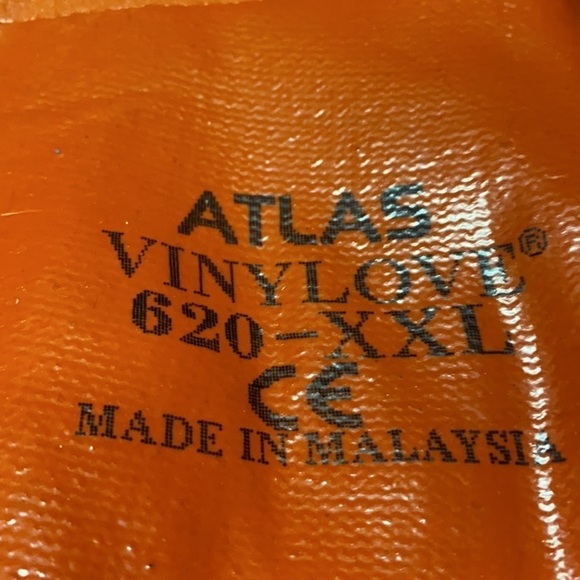 ATLAS
VINYLOVE®
620-XXL
CE
MADE IN MALAYSIA